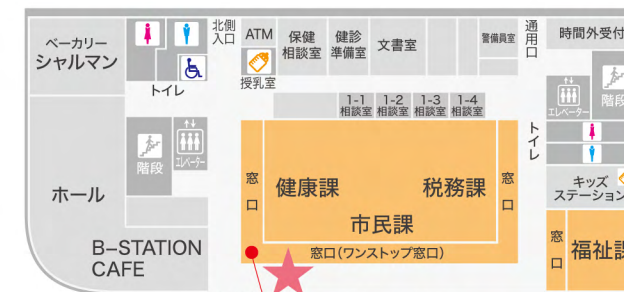 ベーカリー
シャルマン
トイレ
北側
入口
ATM
授乳室
保健
相談室
健診
準備室
文書室
警備員室
通用口
時間外受付
エレベーター
階段
階段
エレベーター
1-1
相談室
1-2
相談室
1-3
相談室
1-4
相談室
トイレ
キッズ
ステーション
ホール
B-STATION
CAFE
窓口
健康課
税務課
市民課
窓口
窓口(ワンストップ窓口)
窓口
福祉課